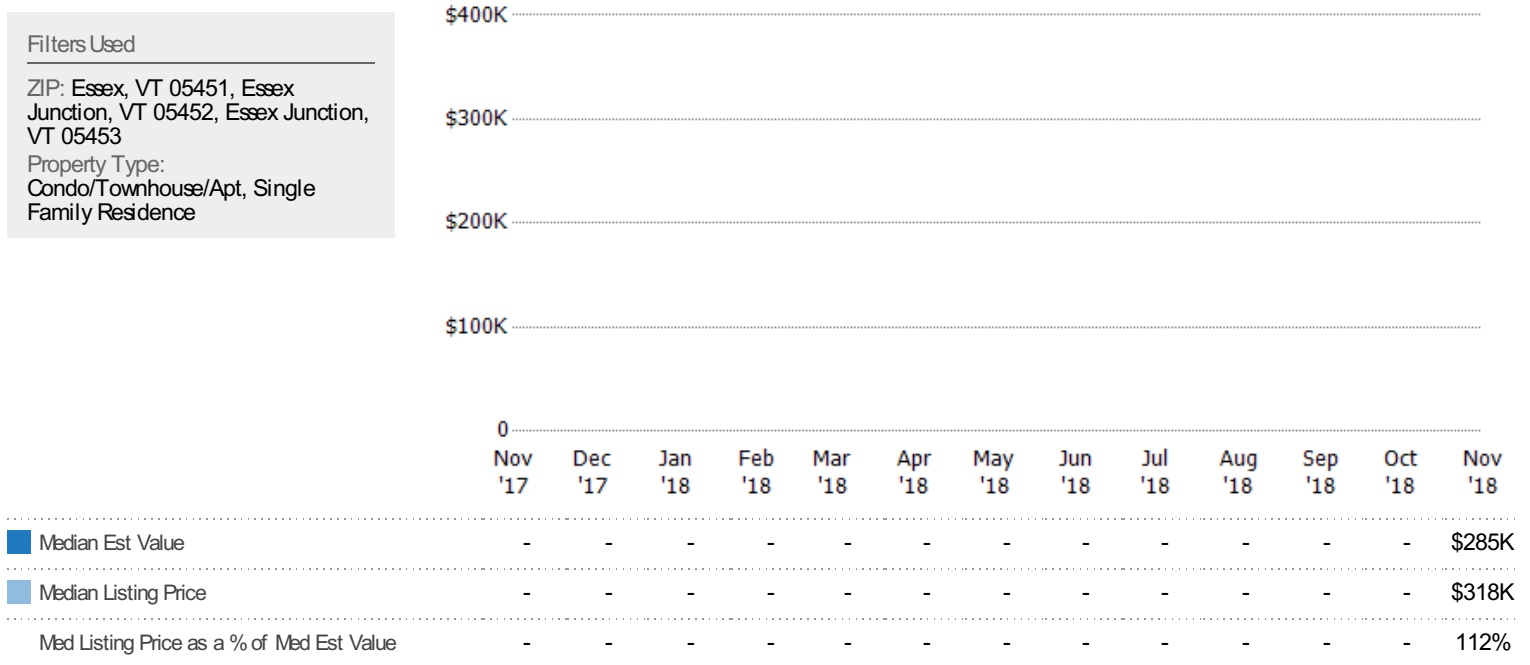 Filters Used
ZIP: Essex, VT 05451, Essex
Junction, VT 05452, Essex Junction,
VT 05453
Property Type:
Condo/Townhouse/Apt, Single
Family Residence
$400K
$300K
$200K
$100K
0
Nov Dec Jan Feb Mar Apr May Jun Jul Aug Sep Oct Nov
'17 '17 '18 '18 '18 '18 '18 '18 '18 '18 '18 '18 '18
Median Est Value - - - - - - - - - - - - $285K
Median Listing Price - - - - - - - - - - - - $318K
Med Listing Price as a % of Med Est Value - - - - - - - - - - - - 112%